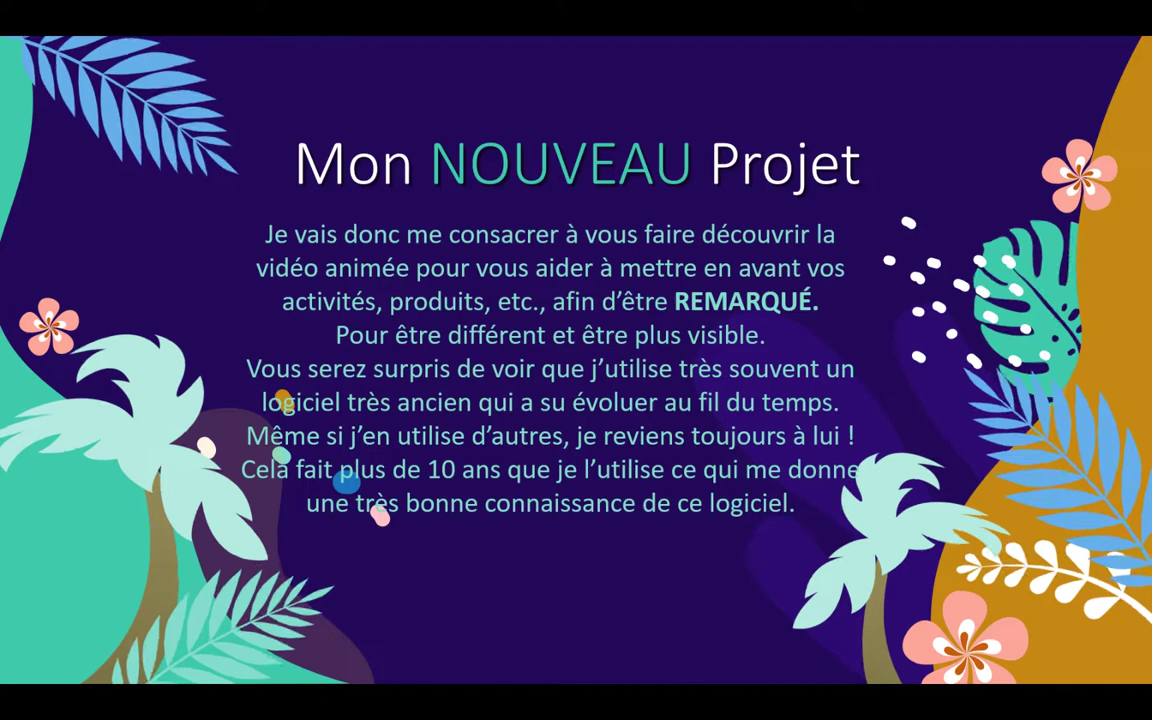 Mon NOUVEAU Projet
Je vais donc me consacrer à vous faire découvrir la
vidéo animée pour vous aider à mettre en avant vos
activités, produits, etc., afin d’être REMARQUÉ.
Pour être différent et être plus visible.
Vous serez surpris de voir que j’utilise très souvent un
logiciel très ancien qui a su évoluer au fil du temps.
Même si j’en utilise d’autres, je reviens toujours à lui !
Cela fait plus de 10 ans que je l’utilise ce qui me donne
une très bonne connaissance de ce logiciel.